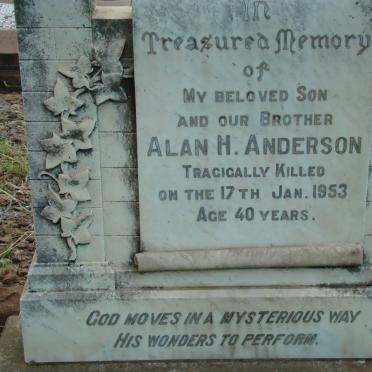 In
Treasured Memory
of
My beloved Son
and our Brother
Alan H. Anderson
Tragically Killed
on the 17th Jan. 1953
Age 40 years.
God moves in a mysterious way
His wonders to perform.